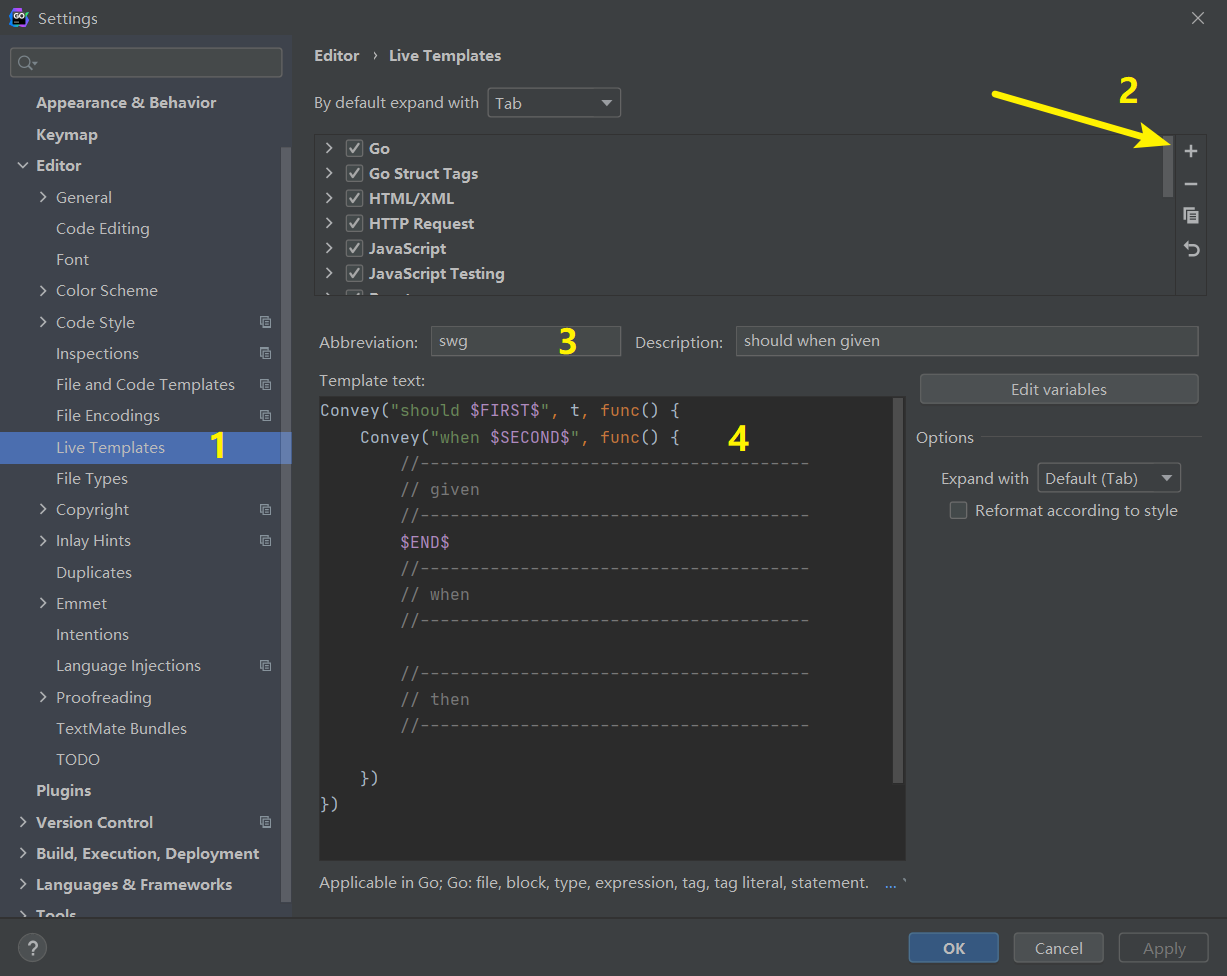 Settings
Appearance & Behavior
Keymap
Editor
General
Code Editing
Font
Color Scheme
Code Style
Inspections
File and Code Templates
File Encodings
Live Templates
1
File Types
Copyright
Inlay Hints
Duplicates
Emmet
Intentions
Language Injections
Proofreading
TextMate Bundles
TODO
Plugins
Version Control
Build, Execution, Deployment
Languages & Frameworks
Tools
Editor › Live Templates
By default expand with Tab
2
Go
Go Struct Tags
HTML/XML
HTTP Request
JavaScript
JavaScript Testing
Abbreviation: swg 3 Description: should when given
Template text:
Convey("should $FIRST$", t, func() {
    Convey("when $SECOND$", func() {
        //---------------------------------------
        // given
        //---------------------------------------
        $END$
        //---------------------------------------
        // when
        //---------------------------------------
        //---------------------------------------
        // then
        //---------------------------------------
    })
})
4
Edit variables
Options
Expand with Default (Tab)
Reformat according to style
Applicable in Go; Go: file, block, type, expression, tag, tag literal, statement. ...
? OK Cancel Apply